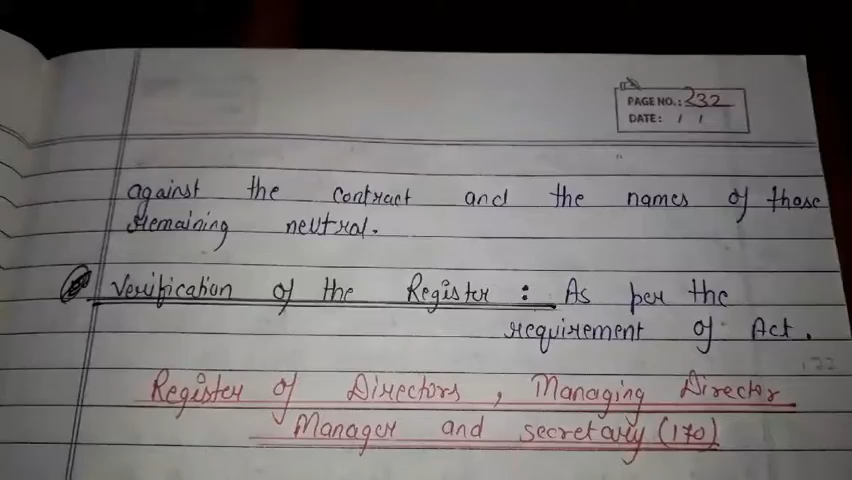 PAGE NO.: 232
DATE: / /
against the contract and the names of those
remaining neutral.
Verification of the Register : As per the
requirement of Act.
Register of Directors, Managing Director
Manager and secretary (170)